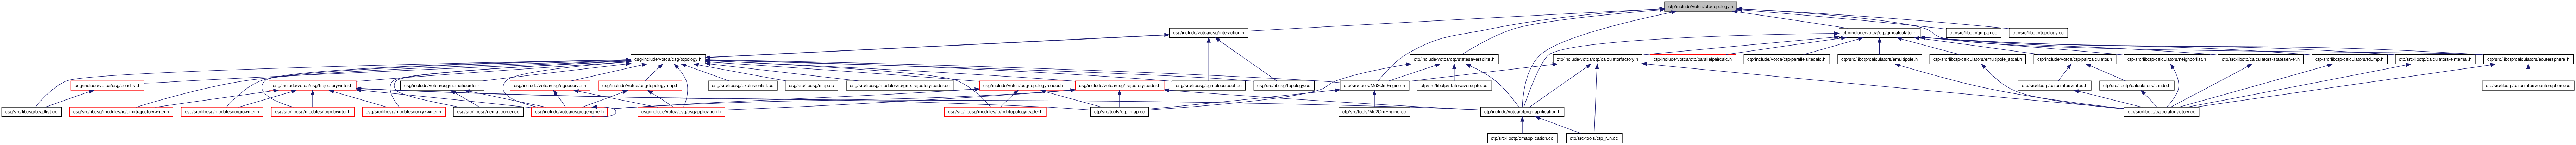 ctp/include/votca/ctp/topology.h
csg/include/votca/csg/interaction.h
ctp/include/votca/ctp/qmcalculator.h
ctp/src/libctp/qmpair.cc
ctp/src/libctp/topology.cc
csg/include/votca/csg/topology.h
ctp/include/votca/ctp/statesaversqlite.h
ctp/include/votca/ctp/calculatorfactory.h
ctp/include/votca/ctp/parallelpaircalc.h
ctp/include/votca/ctp/parallelsitecalc.h
ctp/src/libctp/calculators/emultipole.h
ctp/src/libctp/calculators/emultipole_stdal.h
ctp/include/votca/ctp/paircalculator.h
ctp/src/libctp/calculators/neighborlist.h
ctp/src/libctp/calculators/stateserver.h
ctp/src/libctp/calculators/tdump.h
ctp/src/libctp/calculators/einternal.h
ctp/src/libctp/calculators/eoutersphere.h
csg/include/votca/csg/beadlist.h
csg/include/votca/csg/trajectorywriter.h
csg/include/votca/csg/nematicorder.h
csg/include/votca/csg/cgobserver.h
csg/include/votca/csg/topologymap.h
csg/src/libcsg/exclusionlist.cc
csg/src/libcsg/map.cc
csg/src/libcsg/modules/io/gmxtrajectoryreader.cc
csg/include/votca/csg/topologyreader.h
csg/include/votca/csg/trajectoryreader.h
csg/src/libcsg/cgmoleculedef.cc
csg/src/libcsg/topology.cc
ctp/src/tools/Md2QmEngine.h
ctp/src/libctp/statesaversqlite.cc
ctp/src/libctp/calculators/rates.h
ctp/src/libctp/calculators/izindo.h
ctp/src/libctp/calculators/eoutersphere.cc
csg/src/libcsg/beadlist.cc
csg/src/libcsg/modules/io/gmxtrajectorywriter.h
csg/src/libcsg/modules/io/growriter.h
csg/src/libcsg/modules/io/pdbwriter.h
csg/src/libcsg/modules/io/xyzwriter.h
csg/src/libcsg/nematicorder.cc
csg/include/votca/csg/cgengine.h
csg/include/votca/csg/csgapplication.h
csg/src/libcsg/modules/io/pdbtopologyreader.h
ctp/src/tools/ctp_map.cc
ctp/src/tools/Md2QmEngine.cc
ctp/include/votca/ctp/qmapplication.h
ctp/src/libctp/calculatorfactory.cc
ctp/src/libctp/qmapplication.cc
ctp/src/tools/ctp_run.cc